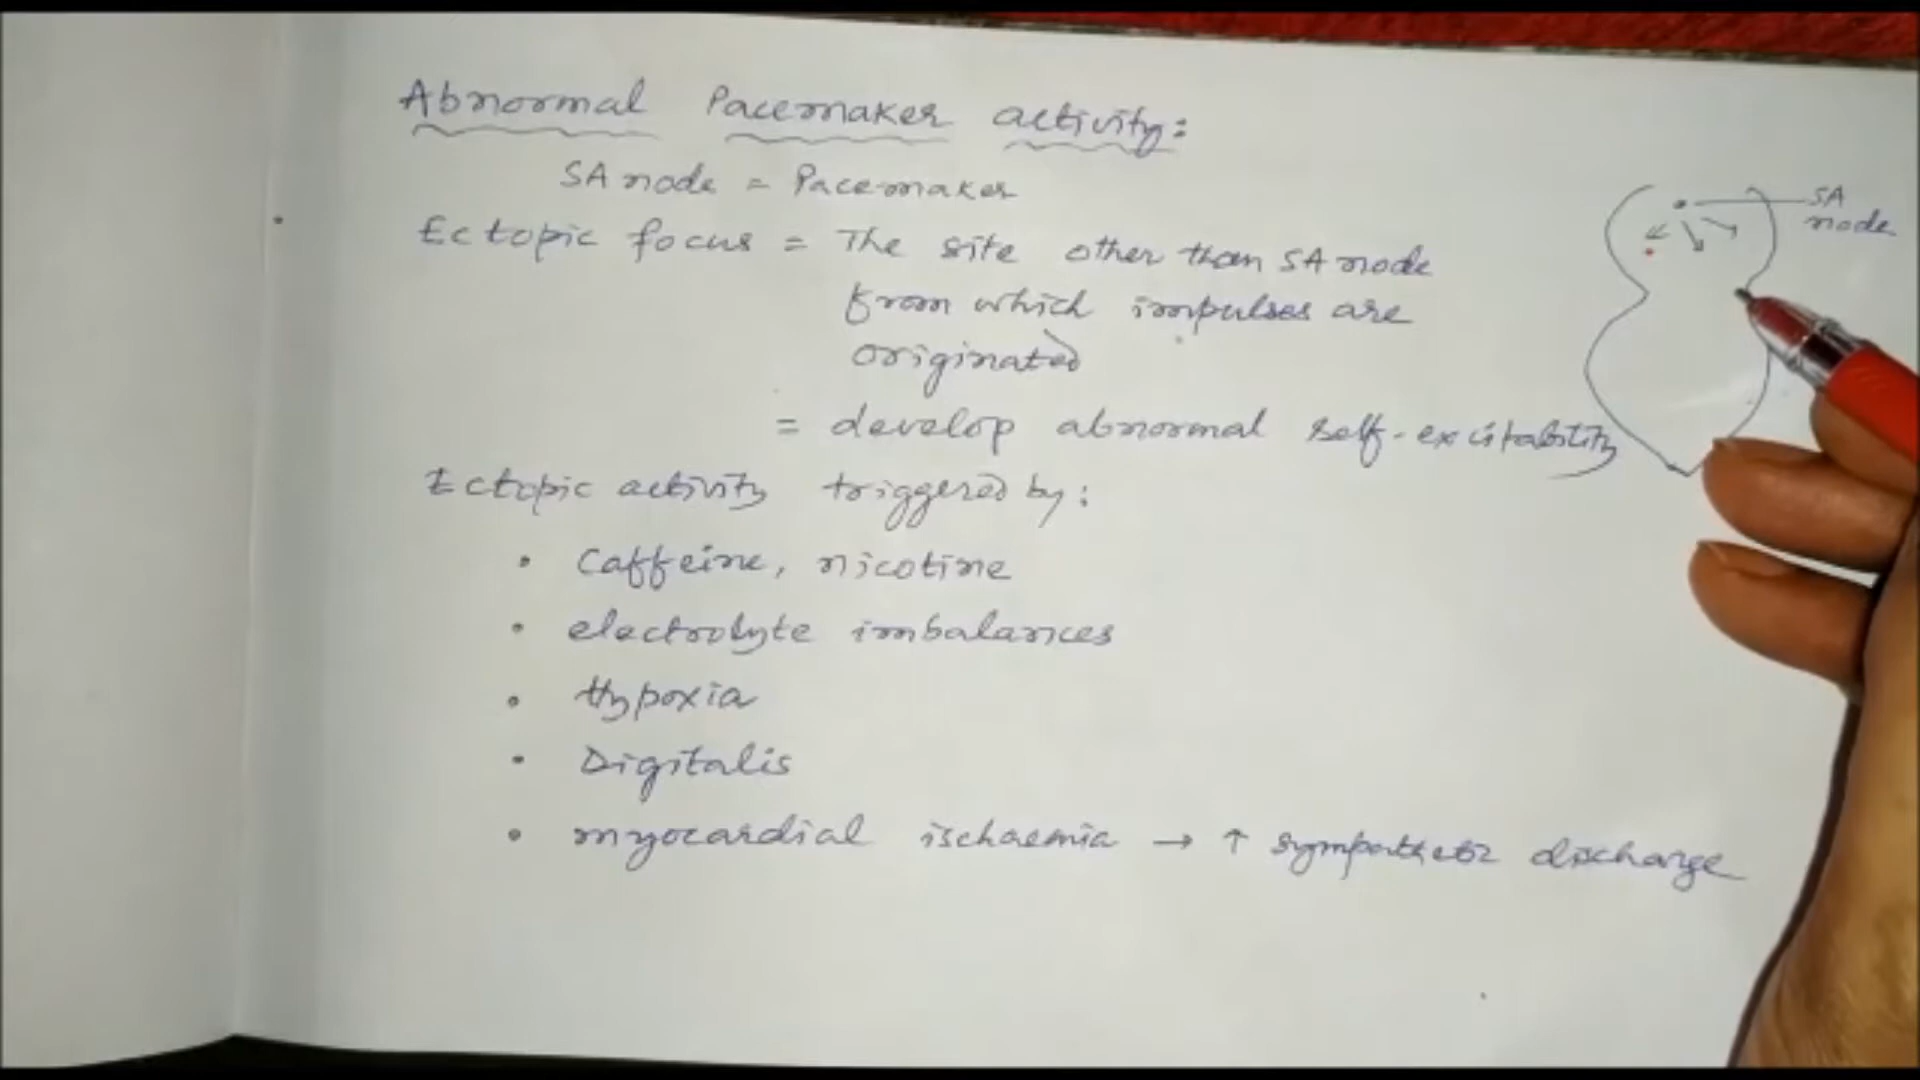 Abnormal Pacemaker activity:
SA node = Pacemaker
Ectopic focus = The site other than SA node
from which impulses are
originated
= develop abnormal self-excitability
Ectopic activity triggered by:
• Caffeine, nicotine
• electrolyte imbalances
• Hypoxia
• Digitalis
• myocardial ischaemia → ↑ sympathetic discharge
SA
node